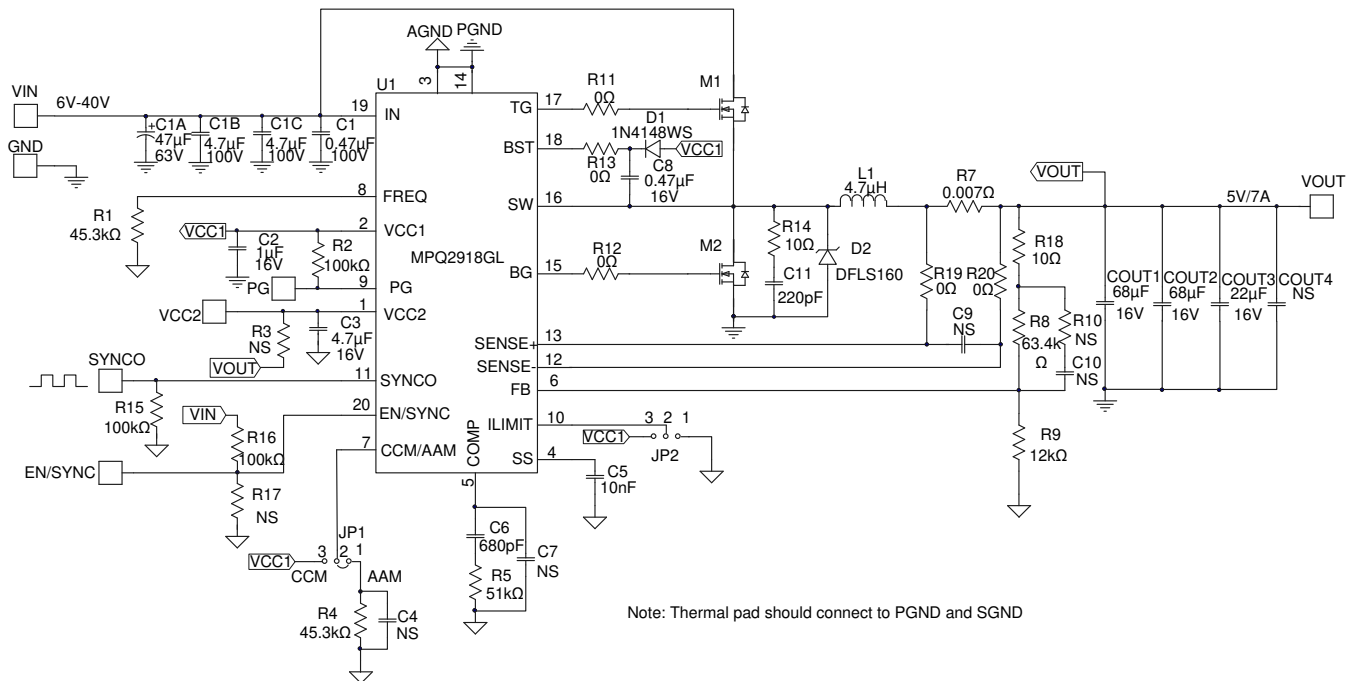 AGND PGND
U1
3
14
VIN
6V-40V
19
IN
C1A
47µF
63V
C1B
4.7µF
100V
C1C
4.7µF
100V
C1
0.47µF
100V
GND
8
FREQ
R1
45.3kΩ
2
VCC1
VCC1
C2
1µF
16V
R2
100kΩ
MPQ2918GL
PG
9
PG
VCC2
1
VCC2
R3
NS
C3
4.7µF
16V
VOUT
SYNCO
11
SYNCO
R15
100kΩ
VIN
20
EN/SYNC
R16
100kΩ
7
CCM/AAM
EN/SYNC
R17
NS
JP1
VCC1
3 2 1
CCM
AAM
R4
45.3kΩ
C4
NS
COMP
5
C6
680pF
C7
NS
R5
51kΩ
TG
17
R11
0Ω
M1
D1
1N4148WS
BST
18
VCC1
R13
0Ω
C8
0.47µF
16V
SW
16
L1
4.7µH
R7
0.007Ω
VOUT
5V/7A
VOUT
BG
15
R12
0Ω
M2
R14
10Ω
D2
DFLS160
C11
220pF
R19
0Ω
R20
0Ω
R18
10Ω
COUT1
68µF
16V
COUT2
68µF
16V
COUT3
22µF
16V
COUT4
NS
C9
NS
R8
63.4k
Ω
R10
NS
C10
NS
SENSE+
13
SENSE-
12
FB
6
ILIMIT
10
3 2 1
VCC1
JP2
SS
4
C5
10nF
R9
12kΩ
Note: Thermal pad should connect to PGND and SGND